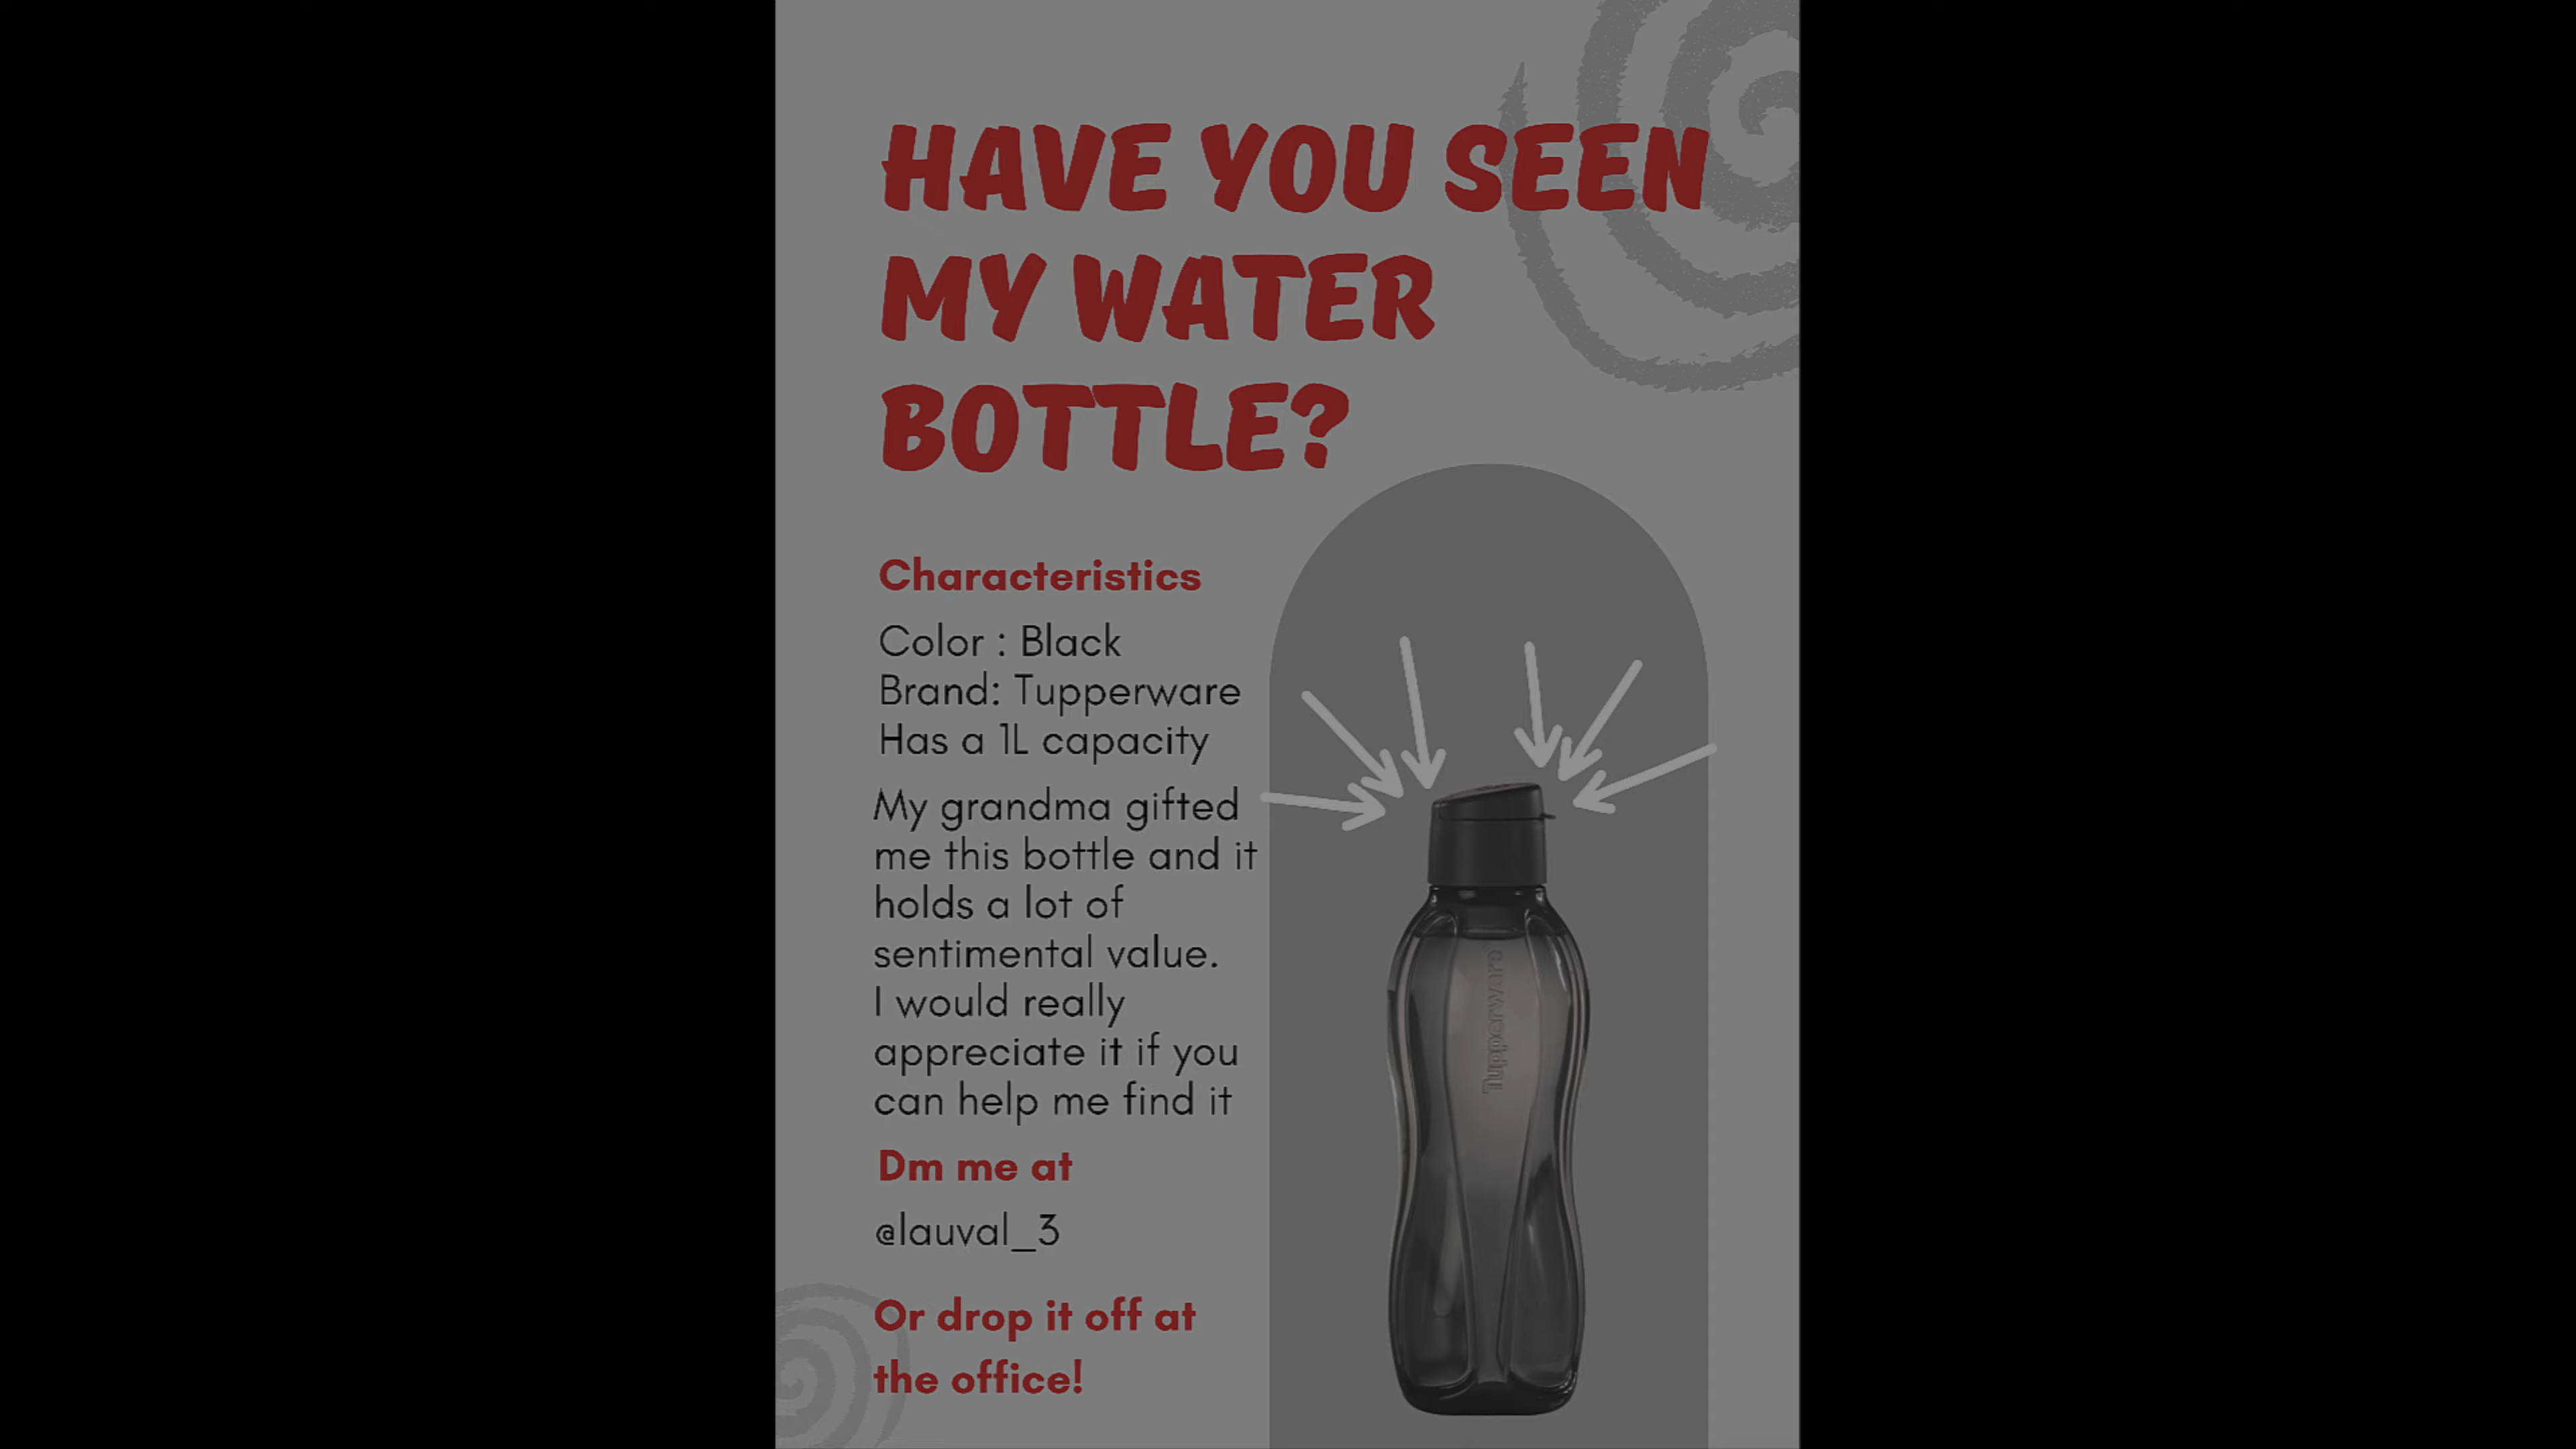 HAVE YOU SEEN
MY WATER
BOTTLE?
Characteristics
Color : Black
Brand: Tupperware
Has a 1L capacity
My grandma gifted
me this bottle and it
holds a lot of
sentimental value.
I would really
appreciate it if you
can help me find it
Dm me at
@lauval_3
Or drop it off at
the office!
Tupperware